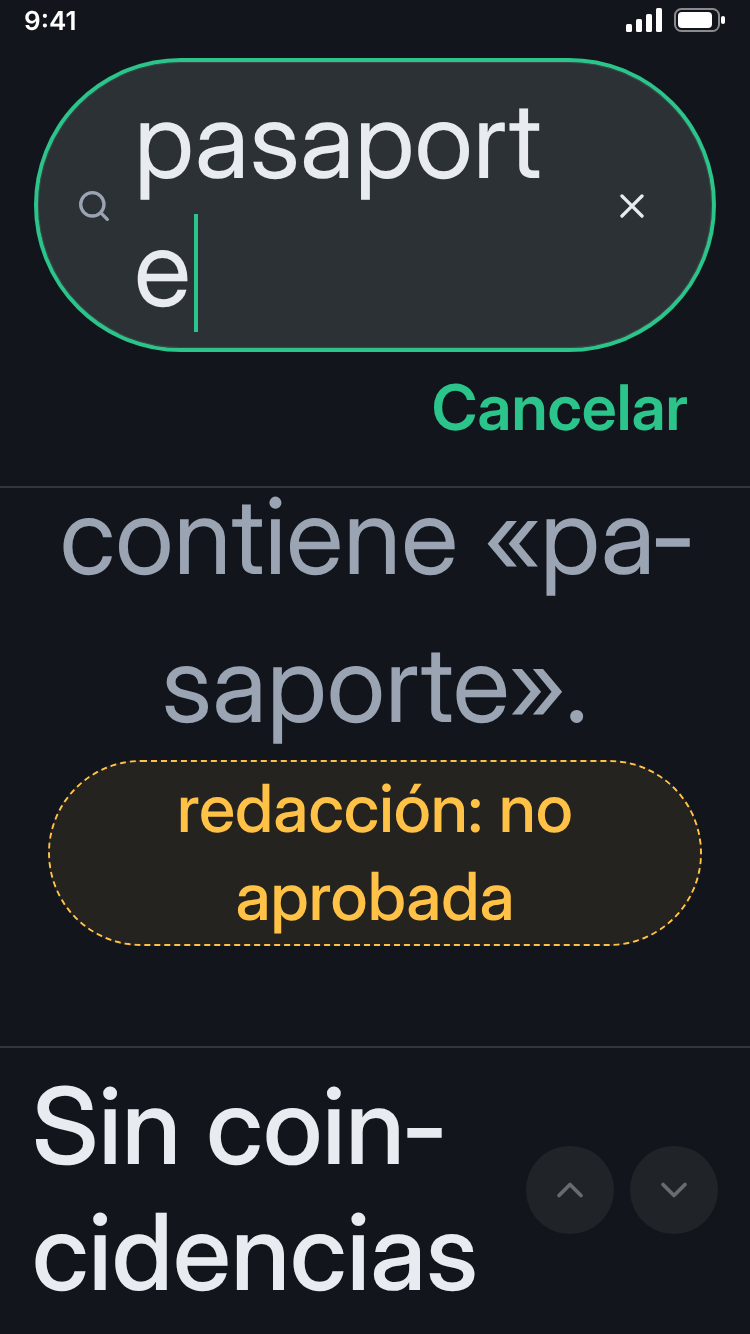 9:41
pasaport
e
Cancelar
contiene «pa-
saporte».
redacción: no
aprobada
Sin coin-
cidencias